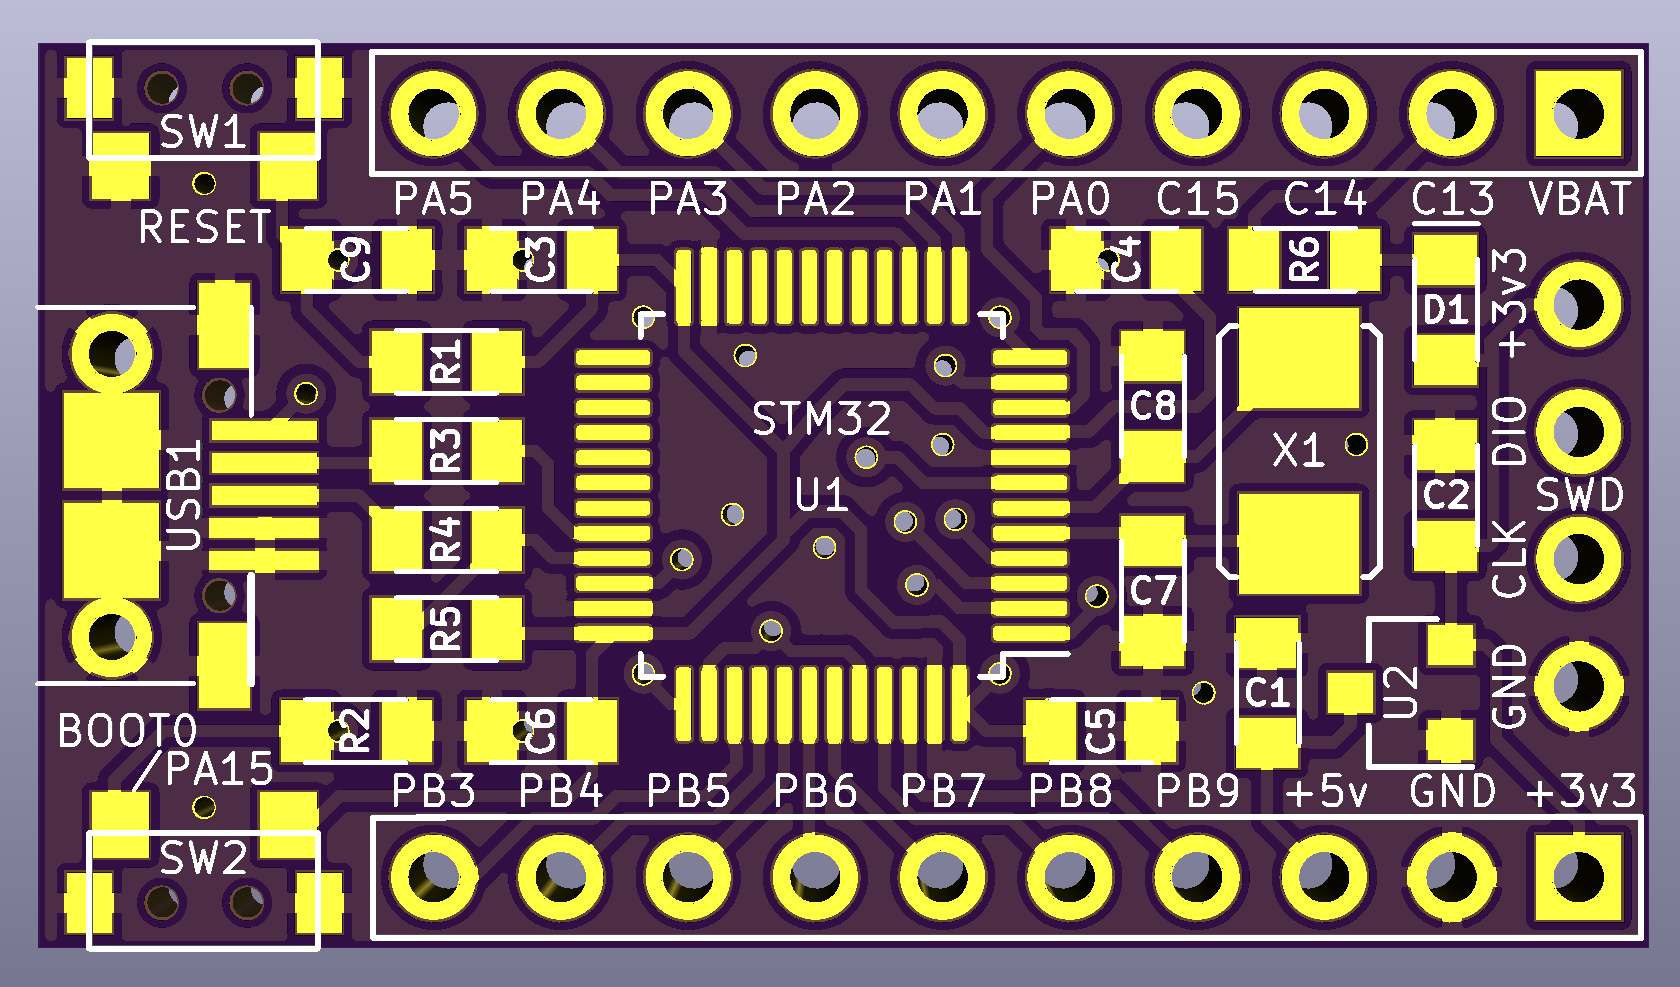 SW1
RESET
PA5 PA4 PA3 PA2 PA1 PA0 C15 C14 C13 VBAT
C9 C3 C4 R6
D1
+3v3
R1
R3
R4
R5
USB1
STM32
U1
C8
C7
X1
C2
DIO
SWD
CLK
GND
C1
U2
R2 C6 C5
BOOT0
/PA15
PB3 PB4 PB5 PB6 PB7 PB8 PB9 +5v GND +3v3
SW2